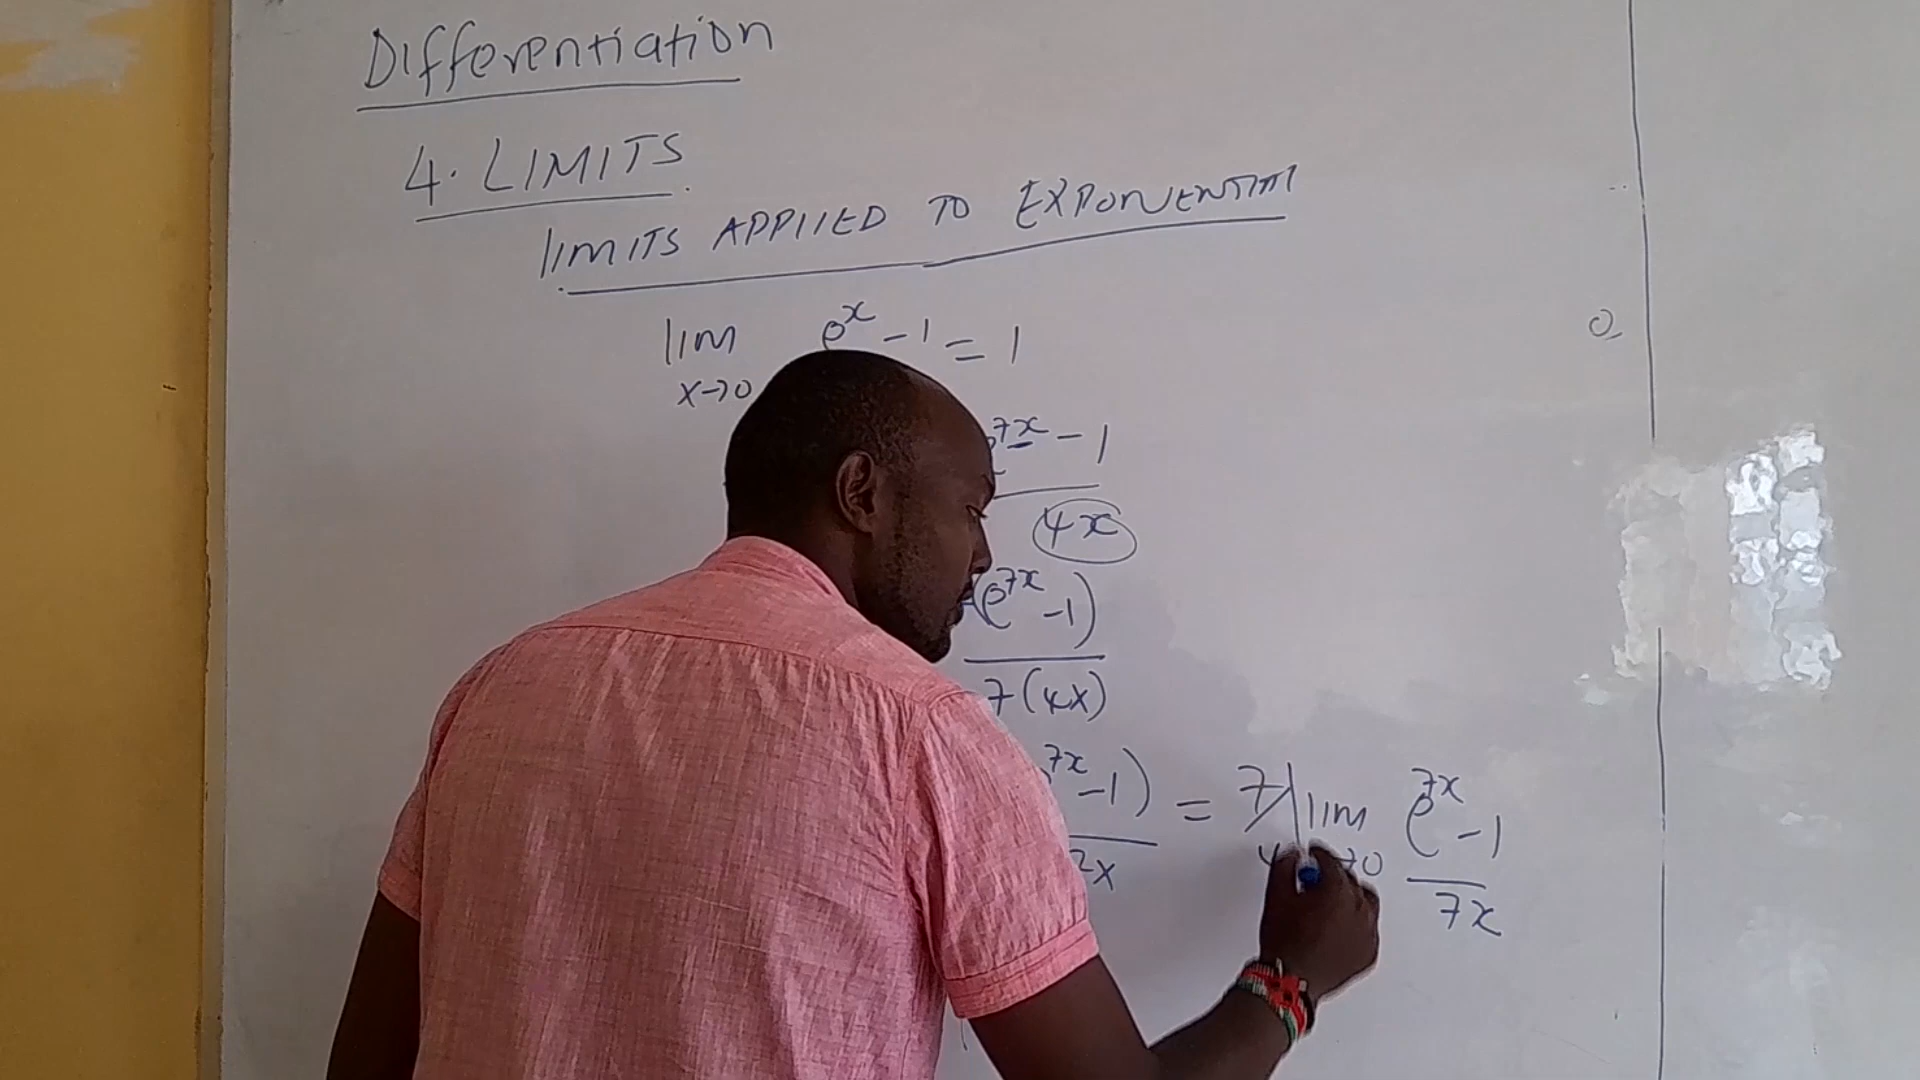 Differentiation
4. LIMITS
LIMITS APPLIED TO EXPONENTIAL
lim e^x - 1 = 1
x→0
7x - 1
4x
(e^7x - 1)
7(4x)
7x - 1) = 7/ lim e^7x - 1
2x 4 →0 7x